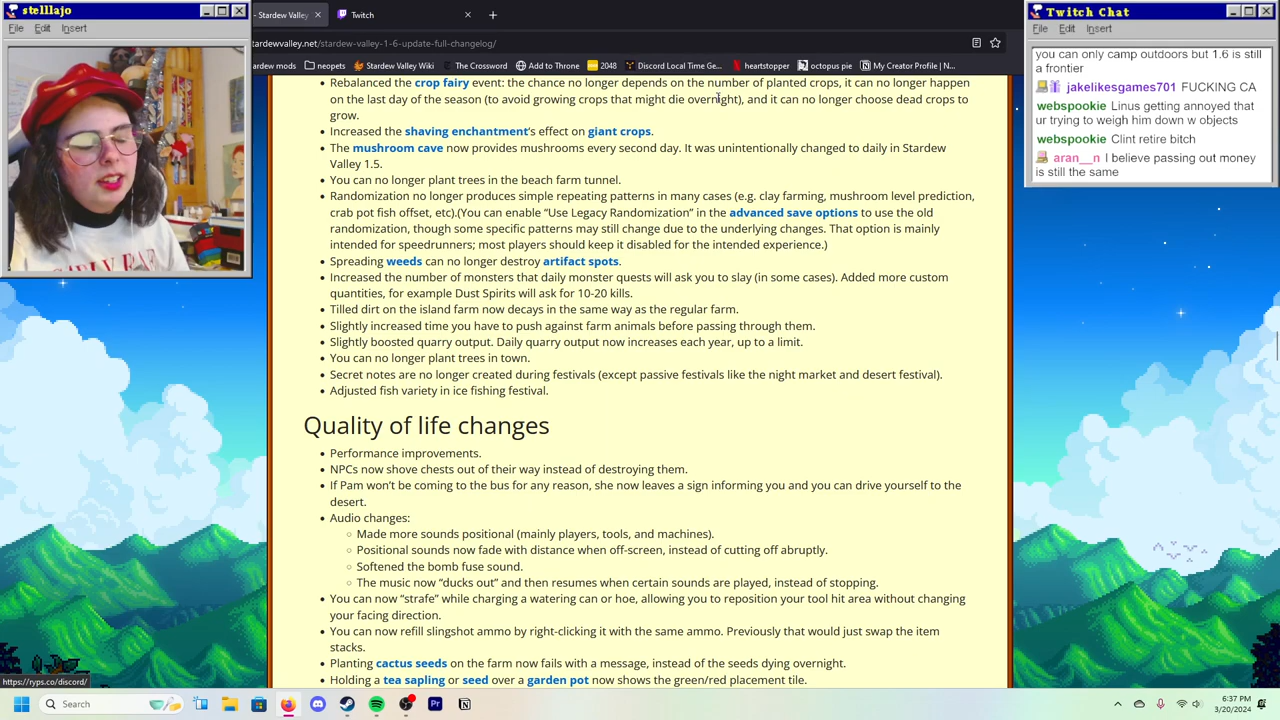 stelllajo
File Edit Insert
- Stardew Valley
Twitch
tardewvalley.net/stardew-valley-1-6-update-full-changelog/
ardew mods
neopets
Stardew Valley Wiki
The Crossword
Add to Throne
2048
Discord Local Time Ge...
heartstopper
octopus pie
My Creator Profile | N...
Rebalanced the crop fairy event: the chance no longer depends on the number of planted crops, it can no longer happen
on the last day of the season (to avoid growing crops that might die overnight), and it can no longer choose dead crops to
grow.
Increased the shaving enchantment's effect on giant crops.
The mushroom cave now provides mushrooms every second day. It was unintentionally changed to daily in Stardew
Valley 1.5.
You can no longer plant trees in the beach farm tunnel.
Randomization no longer produces simple repeating patterns in many cases (e.g. clay farming, mushroom level prediction,
crab pot fish offset, etc).(You can enable “Use Legacy Randomization” in the advanced save options to use the old
randomization, though some specific patterns may still change due to the underlying changes. That option is mainly
intended for speedrunners; most players should keep it disabled for the intended experience.)
Spreading weeds can no longer destroy artifact spots.
Increased the number of monsters that daily monster quests will ask you to slay (in some cases). Added more custom
quantities, for example Dust Spirits will ask for 10-20 kills.
Tilled dirt on the island farm now decays in the same way as the regular farm.
Slightly increased time you have to push against farm animals before passing through them.
Slightly boosted quarry output. Daily quarry output now increases each year, up to a limit.
You can no longer plant trees in town.
Secret notes are no longer created during festivals (except passive festivals like the night market and desert festival).
Adjusted fish variety in ice fishing festival.
Quality of life changes
Performance improvements.
NPCs now shove chests out of their way instead of destroying them.
If Pam won’t be coming to the bus for any reason, she now leaves a sign informing you and you can drive yourself to the
desert.
Audio changes:
Made more sounds positional (mainly players, tools, and machines).
Positional sounds now fade with distance when off-screen, instead of cutting off abruptly.
Softened the bomb fuse sound.
The music now “ducks out” and then resumes when certain sounds are played, instead of stopping.
You can now “strafe” while charging a watering can or hoe, allowing you to reposition your tool hit area without changing
your facing direction.
You can now refill slingshot ammo by right-clicking it with the same ammo. Previously that would just swap the item
stacks.
Planting cactus seeds on the farm now fails with a message, instead of the seeds dying overnight.
Holding a tea sapling or seed over a garden pot now shows the green/red placement tile.
Twitch Chat
File Edit Insert
you can only camp outdoors but 1.6 is still
a frontier
jakelikesgames701 FUCKING CA
webspookie Linus getting annoyed that
ur trying to weigh him down w objects
webspookie Clint retire bitch
aran__n I believe passing out money
is still the same
https://ryps.co/discord/
Search
6:37 PM
3/20/2024